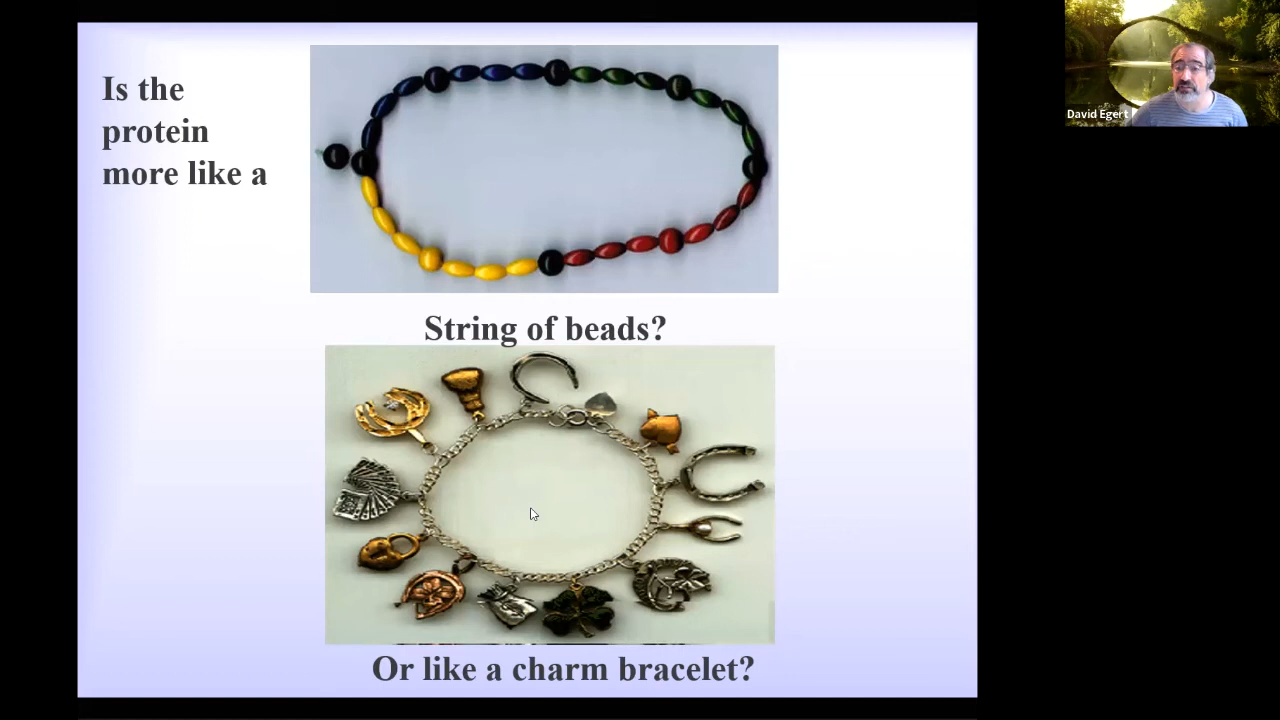 Is the
protein
more like a
String of beads?
Or like a charm bracelet?
David Egert